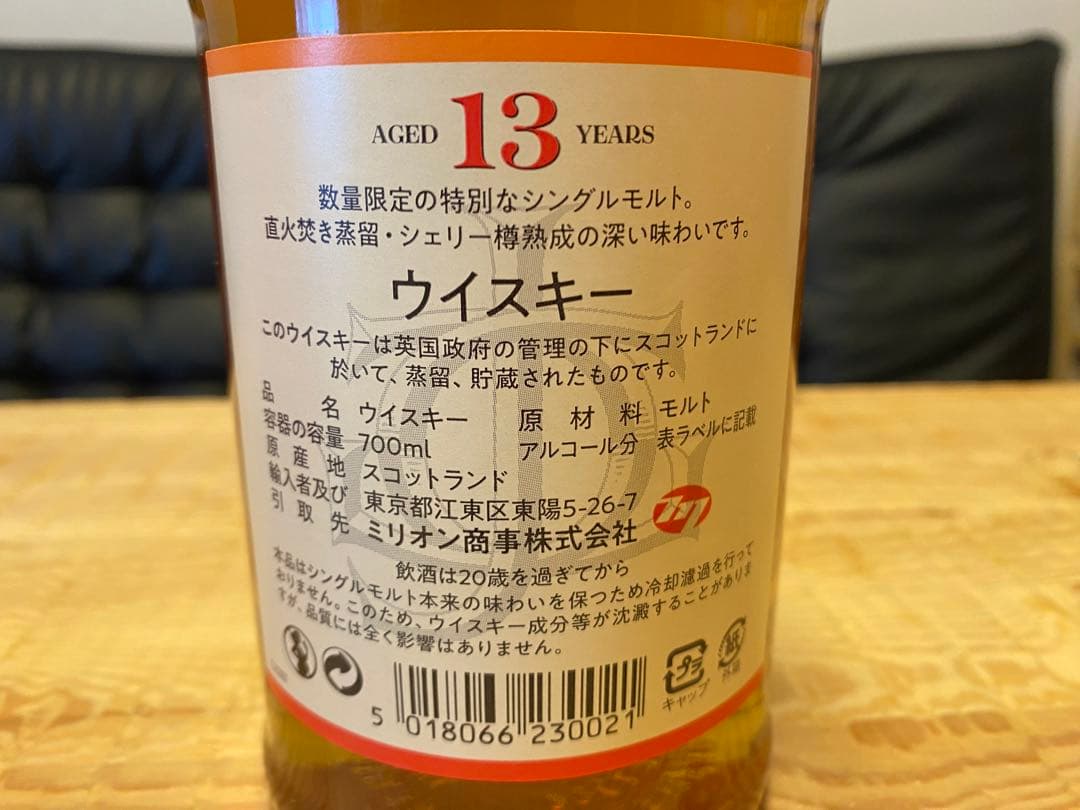 AGED 13 YEARS
数量限定の特別なシングルモルト。
直火焚き蒸留・シェリー樽熟成の深い味わいです。
ウイスキー
このウイスキーは英国政府の管理の下にスコットランドに
於いて、蒸留、貯蔵されたものです。
品名 ウイスキー 原材料 モルト
容器の容量 700ml アルコール分 表ラベルに記載
原産地 スコットランド
輸入者及び 東京都江東区東陽5-26-7
引取先 ミリオン商事株式会社
飲酒は20歳を過ぎてから
本品はシングルモルト本来の味わいを保つため冷却濾過を行って
おりません。このため、ウイスキー成分等が沈澱することがありま
すが、品質には全く影響はありません。
プラ
キャップ
紙
外箱
5 018066 230021